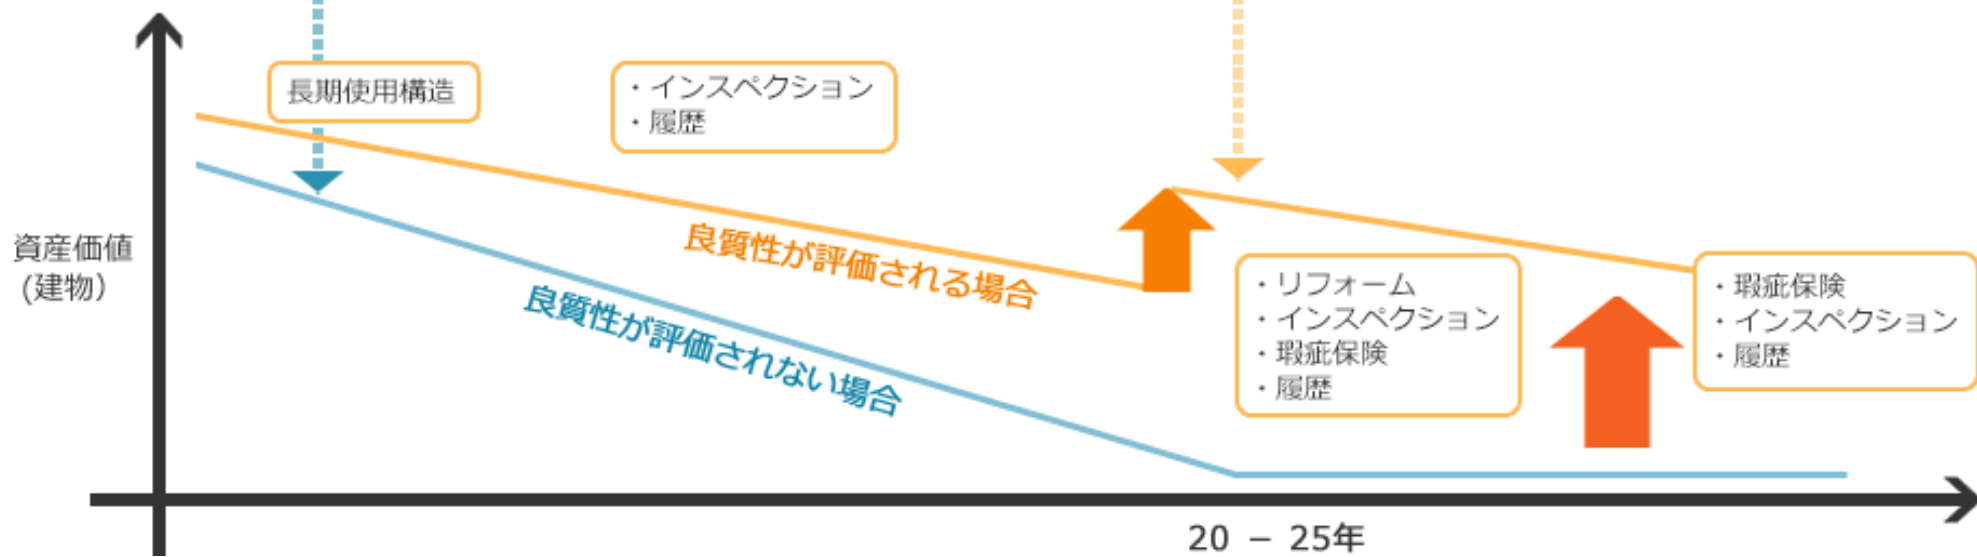 長期使用構造
・インスペクション
・履歴
資産価値
(建物）
良質性が評価される場合
良質性が評価されない場合
・リフォーム
・インスペクション
・瑕疵保険
・履歴
・瑕疵保険
・インスペクション
・履歴
20 － 25年